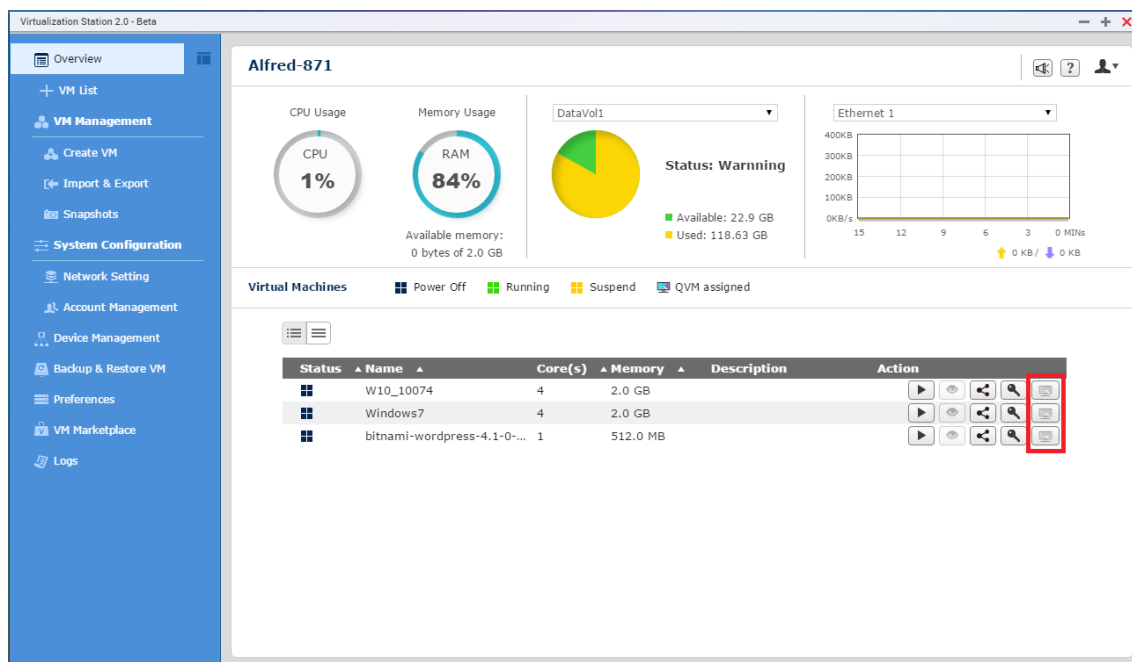 Virtualization Station 2.0 - Beta
Overview
VM List
VM Management
Create VM
Import & Export
Snapshots
System Configuration
Network Setting
Account Management
Device Management
Backup & Restore VM
Preferences
VM Marketplace
Logs
Alfred-871
?
CPU Usage
CPU
1%
Memory Usage
RAM
84%
Available memory:
0 bytes of 2.0 GB
DataVol1
Status: Warnning
Available: 22.9 GB
Used: 118.63 GB
Ethernet 1
400KB
300KB
200KB
100KB
0KB/s
15 12 9 6 3 0 MINs
0 KB / 0 KB
Virtual Machines Power Off Running Suspend QVM assigned
Status Name Core(s) Memory Description Action
W10_10074 4 2.0 GB
Windows7 4 2.0 GB
bitnami-wordpress-4.1-0-... 1 512.0 MB